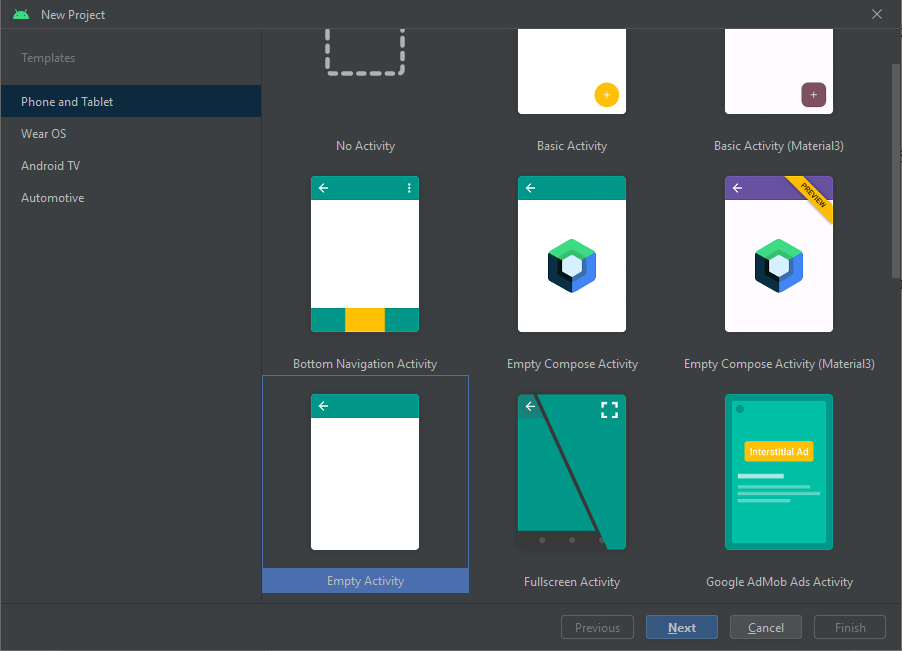 New Project
Templates
Phone and Tablet
Wear OS
Android TV
Automotive
No Activity
Basic Activity
Basic Activity (Material3)
PREVIEW
Bottom Navigation Activity
Empty Compose Activity
Empty Compose Activity (Material3)
Interstitial Ad
Empty Activity
Fullscreen Activity
Google AdMob Ads Activity
Previous
Next
Cancel
Finish